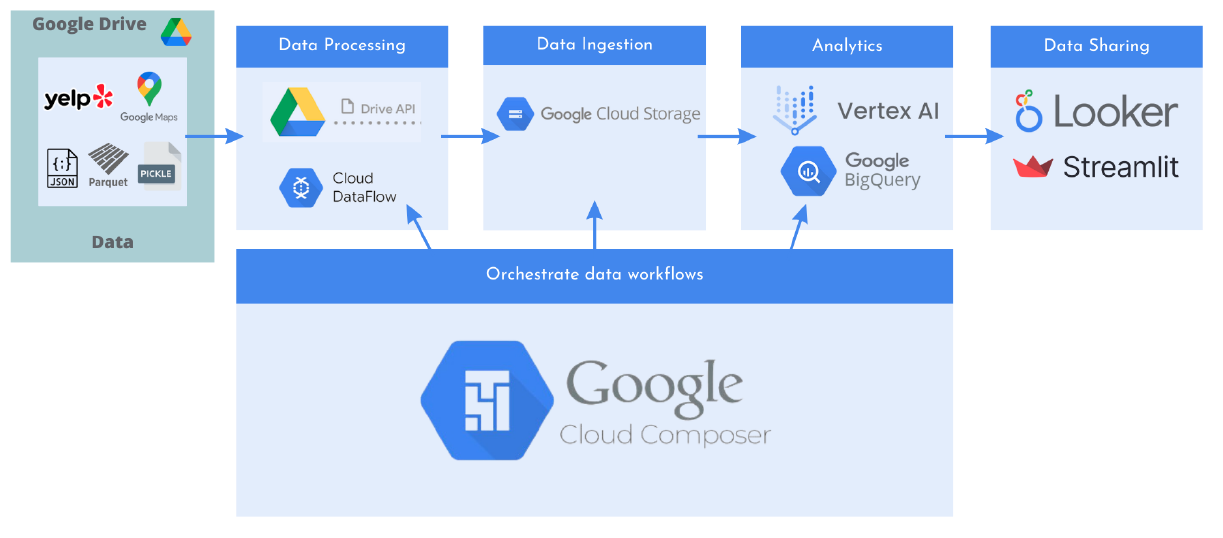 Google Drive
yelp
Google Maps
{:}
JSON
Parquet
PICKLE
Data
Data Processing
Drive API
Cloud
DataFlow
Data Ingestion
Google Cloud Storage
Analytics
Vertex AI
Google
BigQuery
Data Sharing
Looker
Streamlit
Orchestrate data workflows
Google
Cloud Composer